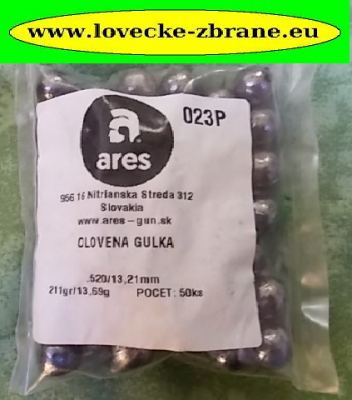 www.lovecke-zbrane.eu
023P
ares
956 16 Nitrianska Streda 312
Slovakia
www.ares-gun.sk
OLOVENA GULKA
.520/13,21mm
211gr/13,69g POCET: 50ks